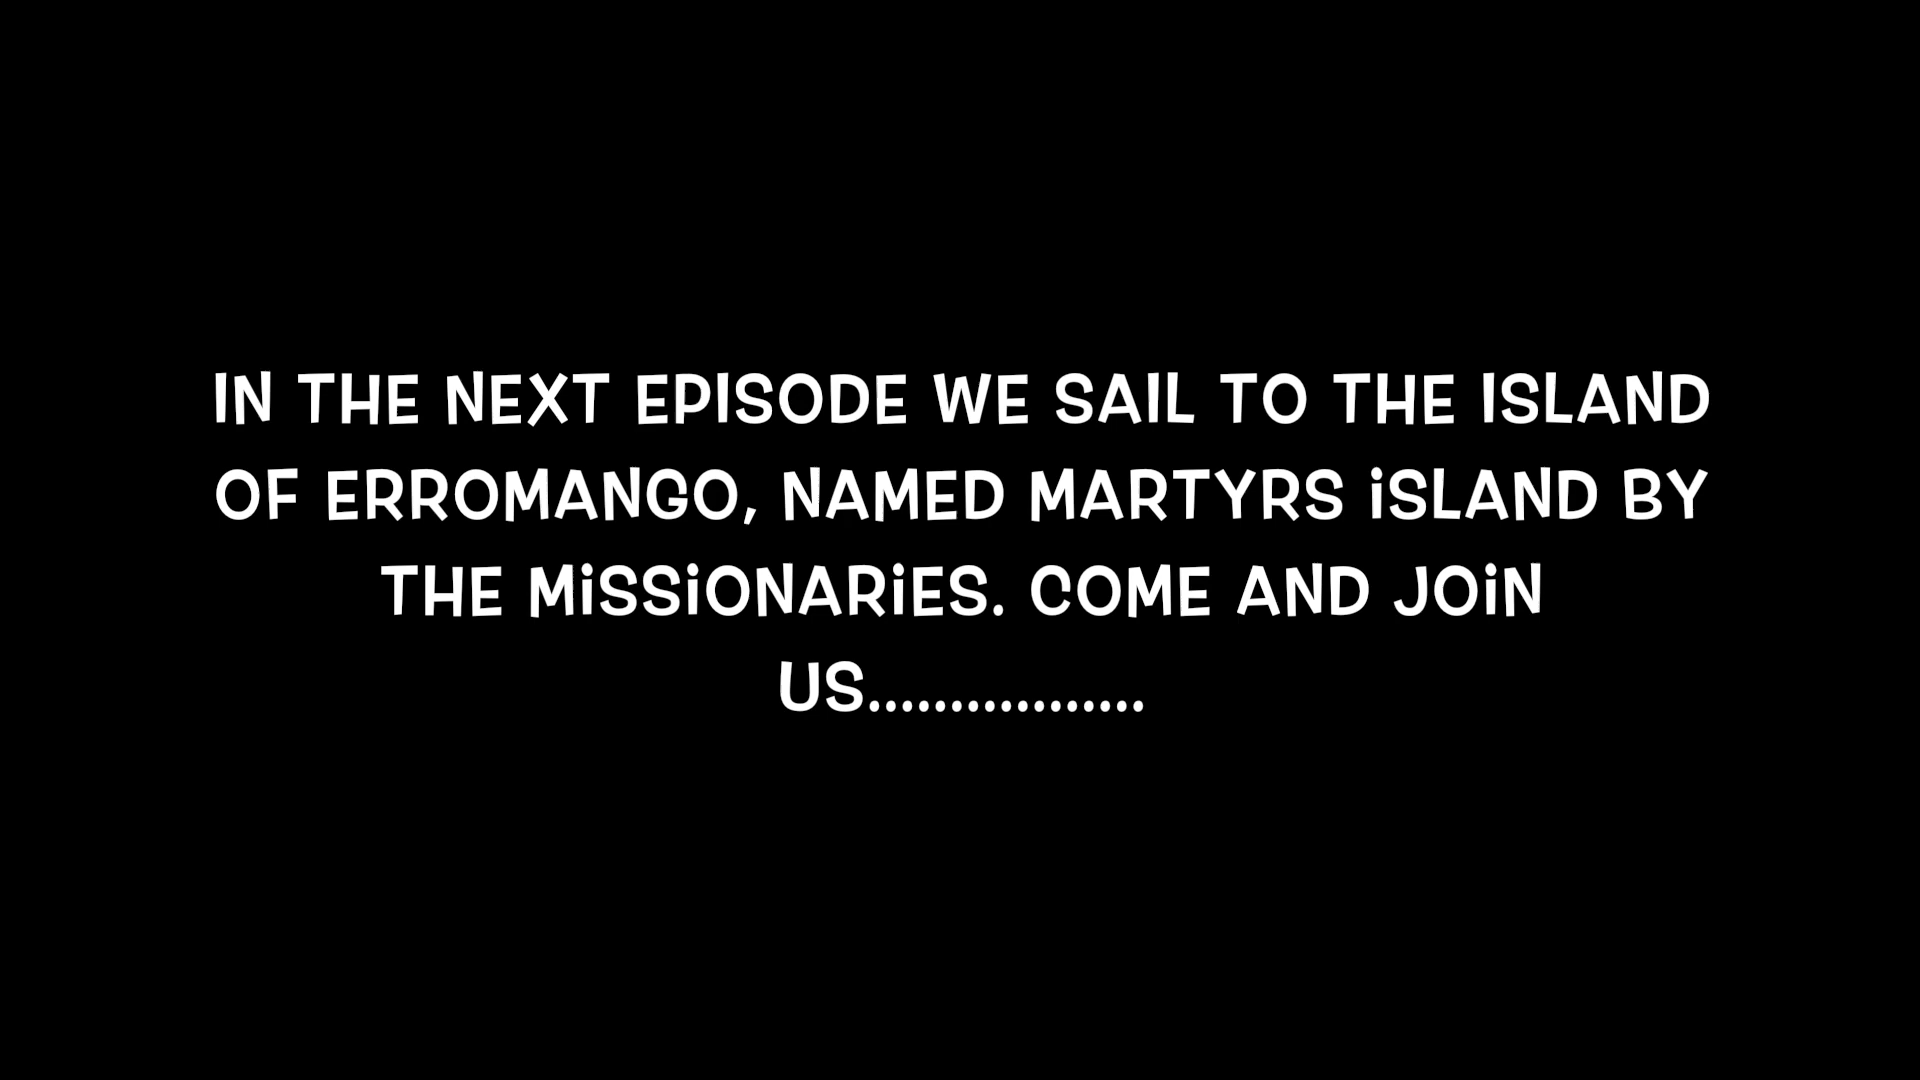 IN THE NEXT EPISODE WE SAIL TO THE ISLAND
OF ERROMANGO, NAMED MARTYRS iSLAND BY
THE MiSSiONARiES. COME AND JOiN
US.................